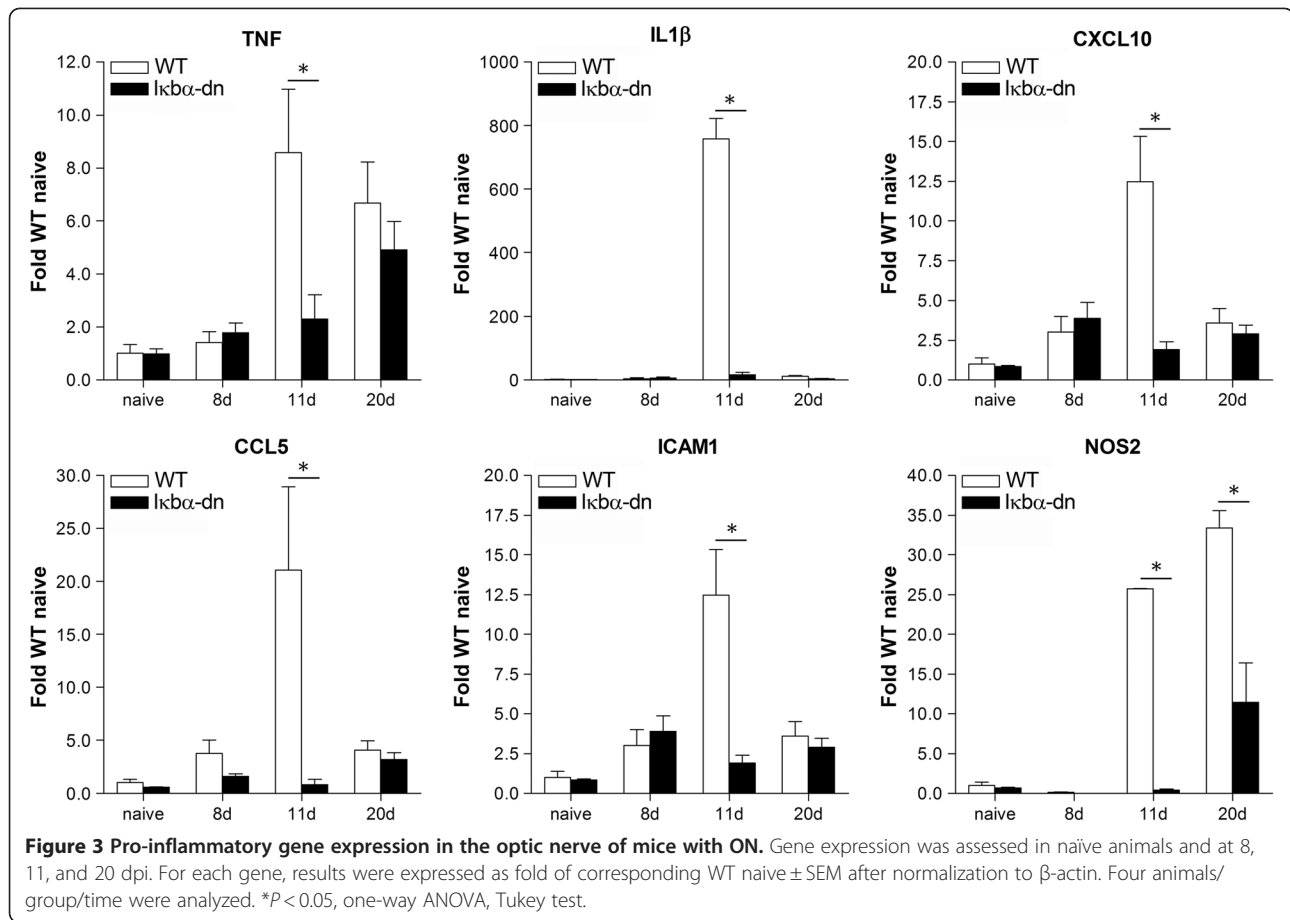 TNF
12.0
10.0
8.0
6.0
4.0
2.0
0.0
Fold WT naive
WT
Iκbα-dn
*
naive 8d 11d 20d
IL1β
1000
800
600
400
200
0
Fold WT naive
WT
Iκbα-dn
*
naive 8d 11d 20d
CXCL10
20.0
17.5
15.0
12.5
10.0
7.5
5.0
2.5
0.0
Fold WT naive
WT
Iκbα-dn
*
naive 8d 11d 20d
CCL5
30.0
25.0
20.0
15.0
10.0
5.0
0.0
Fold WT naive
WT
Iκbα-dn
*
naive 8d 11d 20d
ICAM1
20.0
17.5
15.0
12.5
10.0
7.5
5.0
2.5
0.0
Fold WT naive
WT
Iκbα-dn
*
naive 8d 11d 20d
NOS2
40.0
35.0
30.0
25.0
20.0
15.0
10.0
5.0
0.0
Fold WT naive
WT
Iκbα-dn
*
*
naive 8d 11d 20d
Figure 3 Pro-inflammatory gene expression in the optic nerve of mice with ON. Gene expression was assessed in naïve animals and at 8,
11, and 20 dpi. For each gene, results were expressed as fold of corresponding WT naive ± SEM after normalization to β-actin. Four animals/
group/time were analyzed. *P < 0.05, one-way ANOVA, Tukey test.